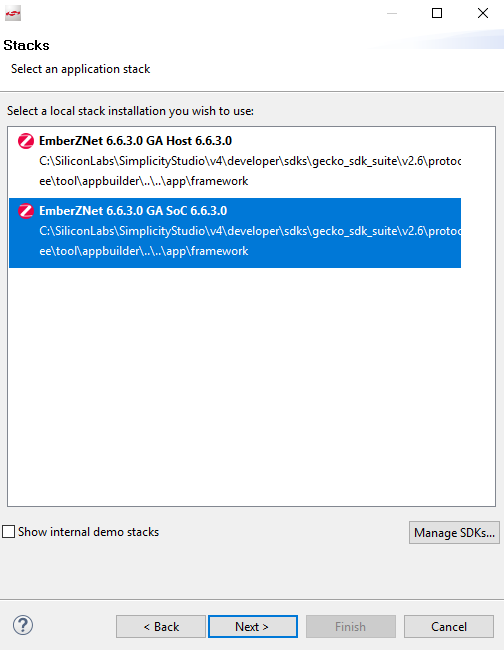 Stacks
Select an application stack
Select a local stack installation you wish to use:
EmberZNet 6.6.3.0 GA Host 6.6.3.0
C:\SiliconLabs\SimplicityStudio\v4\developer\sdks\gecko_sdk_suite\v2.6\protoc
ee\tool\appbuilder\..\..\app\framework
EmberZNet 6.6.3.0 GA SoC 6.6.3.0
C:\SiliconLabs\SimplicityStudio\v4\developer\sdks\gecko_sdk_suite\v2.6\protoc
ee\tool\appbuilder\..\..\app\framework
Show internal demo stacks
Manage SDKs...
< Back
Next >
Finish
Cancel